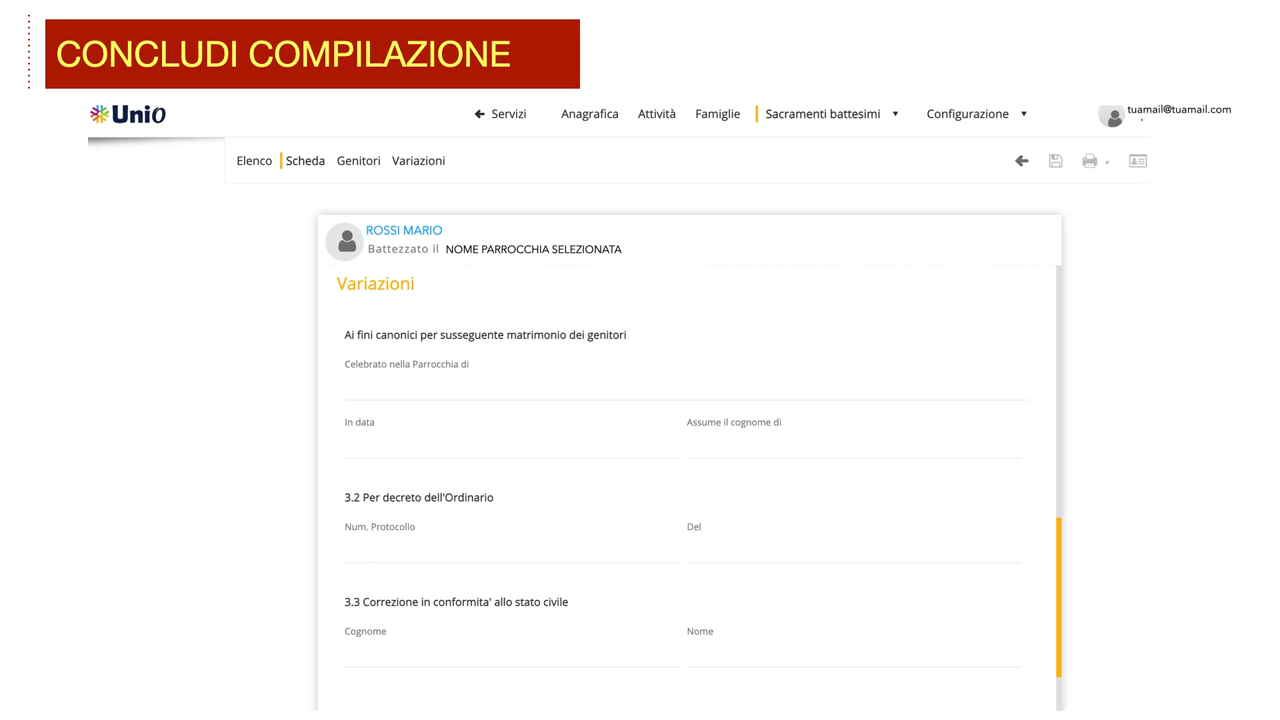 CONCLUDI COMPILAZIONE
Unio
Servizi Anagrafica Attività Famiglie Sacramenti battesimi Configurazione tuamail@tuamail.com
Elenco Scheda Genitori Variazioni
ROSSI MARIO
Battezzato il NOME PARROCCHIA SELEZIONATA
Variazioni
Ai fini canonici per susseguente matrimonio dei genitori
Celebrato nella Parrocchia di
In data Assume il cognome di
3.2 Per decreto dell'Ordinario
Num. Protocollo Del
3.3 Correzione in conformita' allo stato civile
Cognome Nome